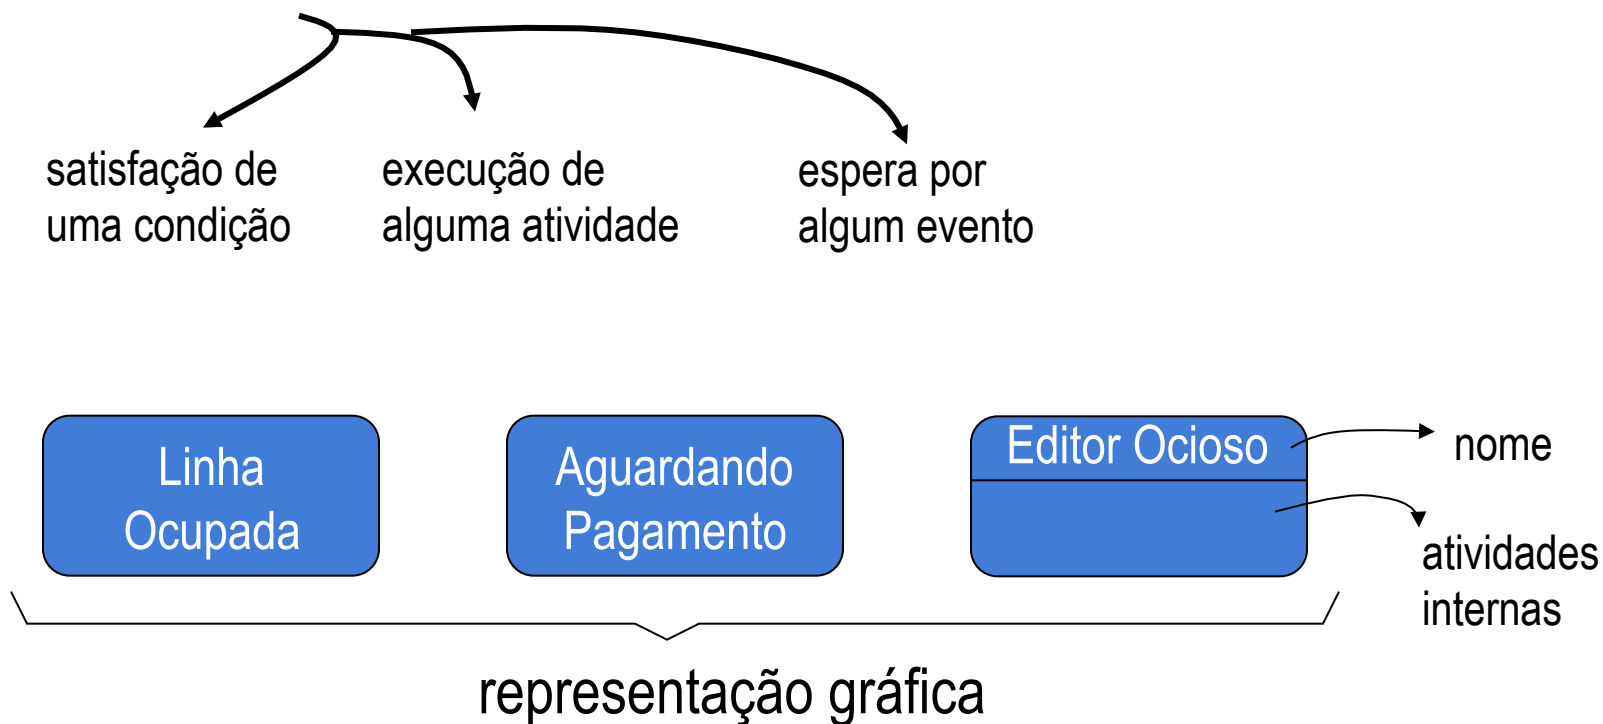 satisfação de
uma condição
execução de
alguma atividade
espera por
algum evento
Linha
Ocupada
Aguardando
Pagamento
Editor Ocioso
nome
atividades
internas
representação gráfica